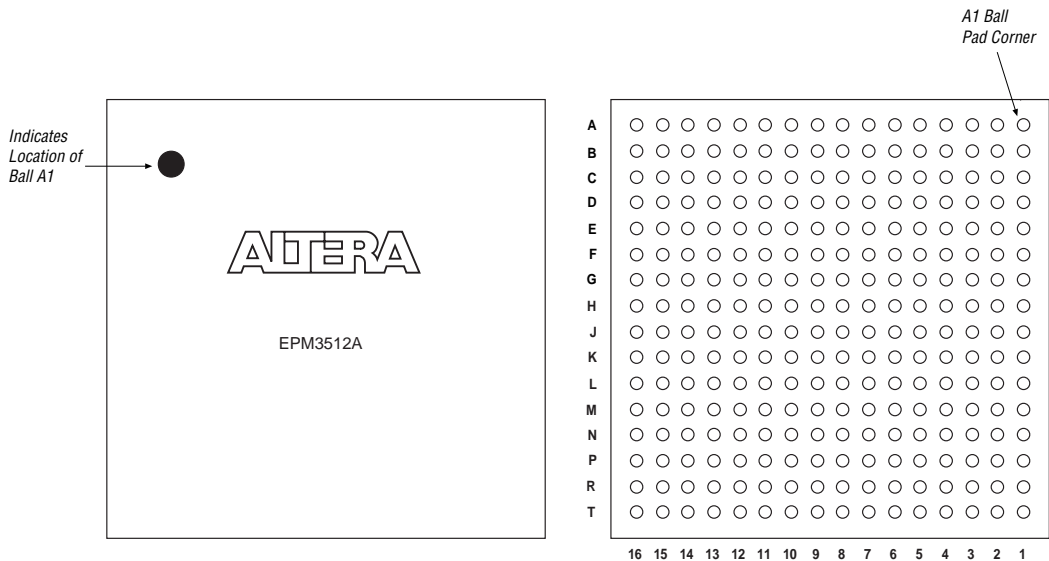 A1 Ball
Pad Corner
Indicates
Location of
Ball A1
ALTERA
EPM3512A
A
B
C
D
E
F
G
H
J
K
L
M
N
P
R
T
16 15 14 13 12 11 10 9 8 7 6 5 4 3 2 1